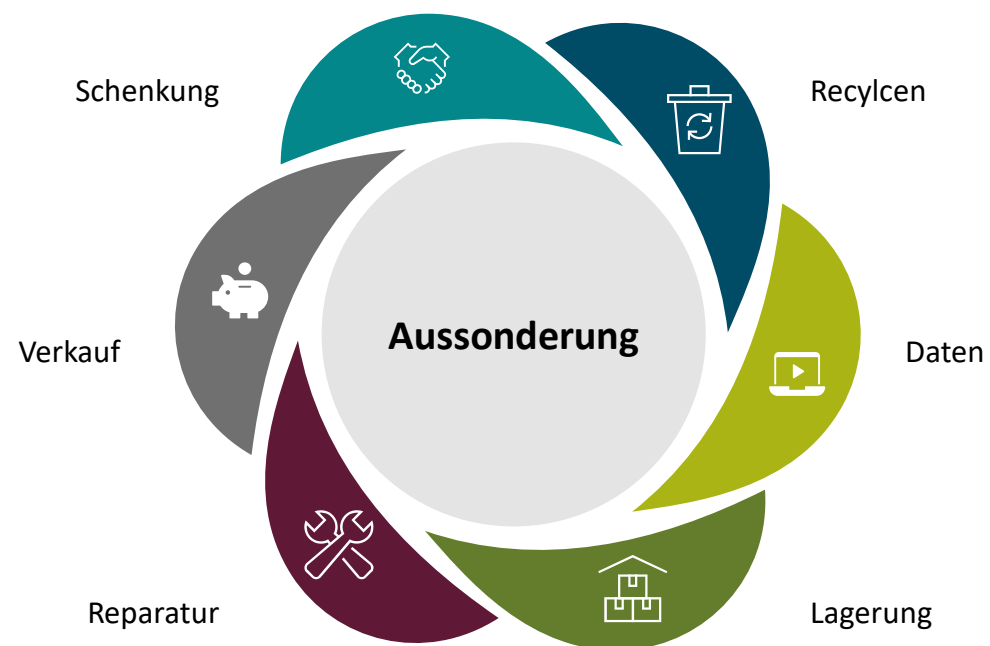 Schenkung
Recylcen
Verkauf
Aussonderung
Daten
Reparatur
Lagerung